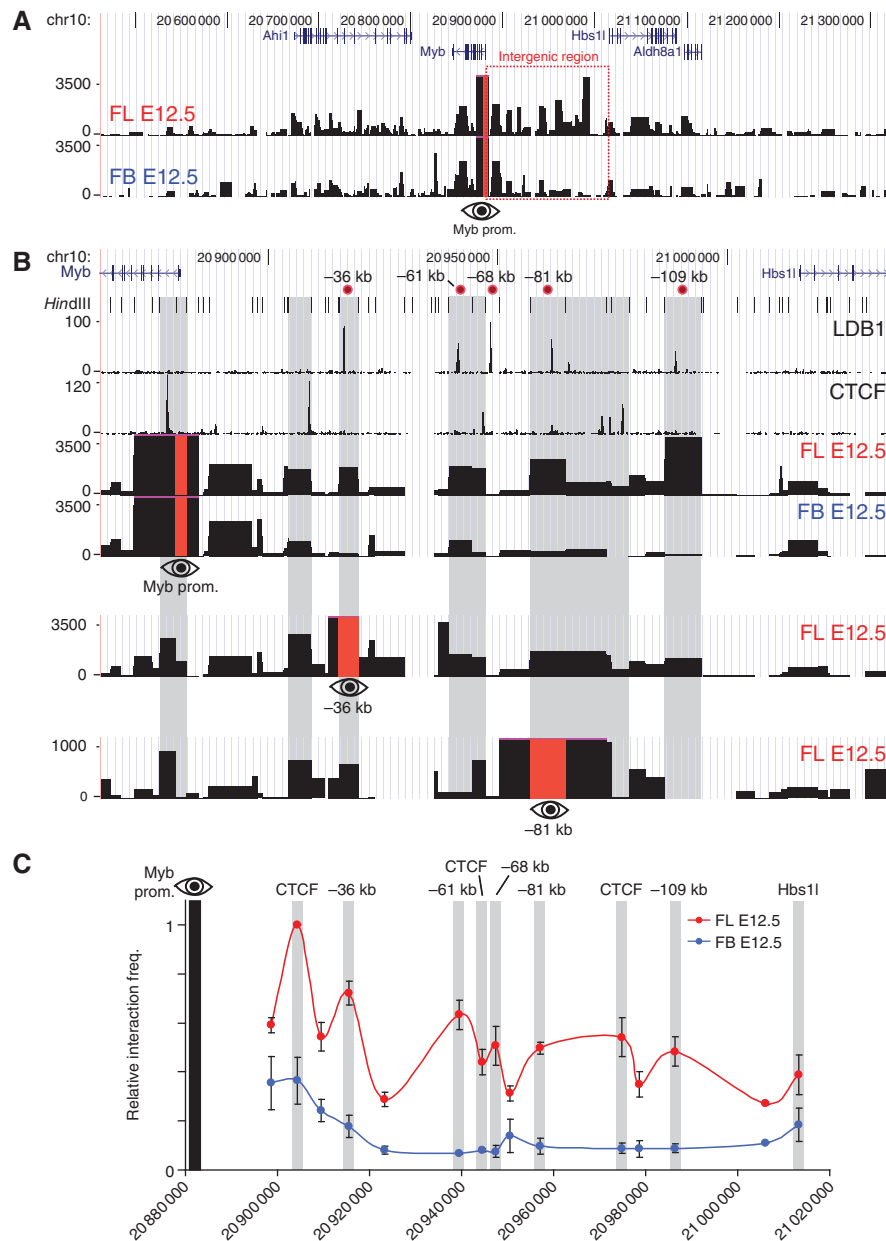 A
chr10: 20 600 000 20 700 000 20 800 000 20 900 000 21 000 000 21 100 000 21 200 000 21 300 000
Ahi1 Hbs1l
Myb Aldh8a1
Intergenic region
3500
FL E12.5
0
3500
FB E12.5
0
Myb prom.
B
chr10: 20 900 000 20 950 000 21 000 000
Myb –36 kb –61 kb –68 kb –81 kb –109 kb Hbs1l
HindIII
100
LDB1
0
120
CTCF
0
3500
FL E12.5
0
3500
FB E12.5
0
Myb prom.
3500
FL E12.5
0
–36 kb
1000
FL E12.5
0
–81 kb
C
Myb prom.
CTCF –36 kb –61 kb CTCF –68 kb –81 kb CTCF –109 kb Hbs1l
1
FL E12.5
FB E12.5
Relative interaction freq.
0
20 880 000 20 900 000 20 920 000 20 940 000 20 960 000 20 980 000 21 000 000 21 020 000